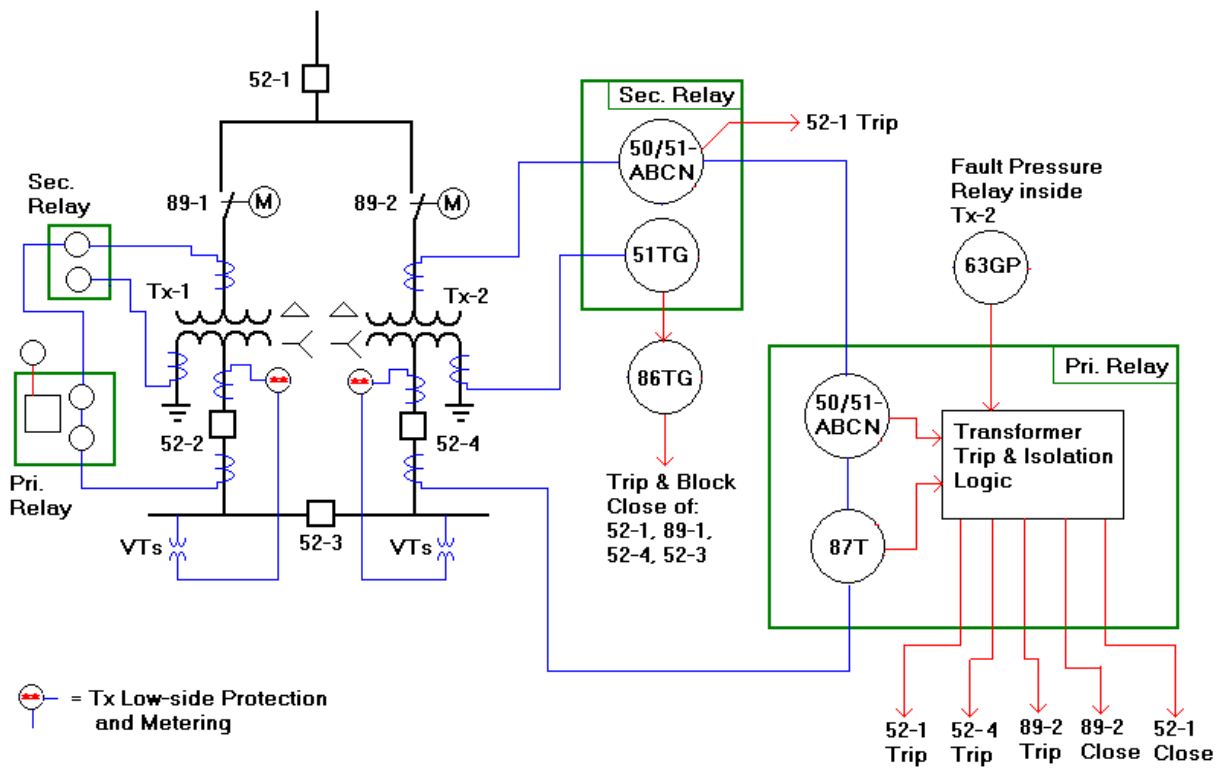 52-1
Sec. Relay
50/51-
ABCN
52-1 Trip
Fault Pressure
Relay inside
Tx-2
63GP
Sec.
Relay
89-1
M
89-2
M
51TG
Tx-1
Tx-2
86TG
Pri. Relay
50/51-
ABCN
Transformer
Trip & Isolation
Logic
**
**
52-2
52-4
Pri.
Relay
Trip & Block
Close of:
52-1, 89-1,
52-4, 52-3
VTs
52-3
VTs
87T
** = Tx Low-side Protection
and Metering
52-1
Trip
52-4
Trip
89-2
Trip
89-2
Close
52-1
Close